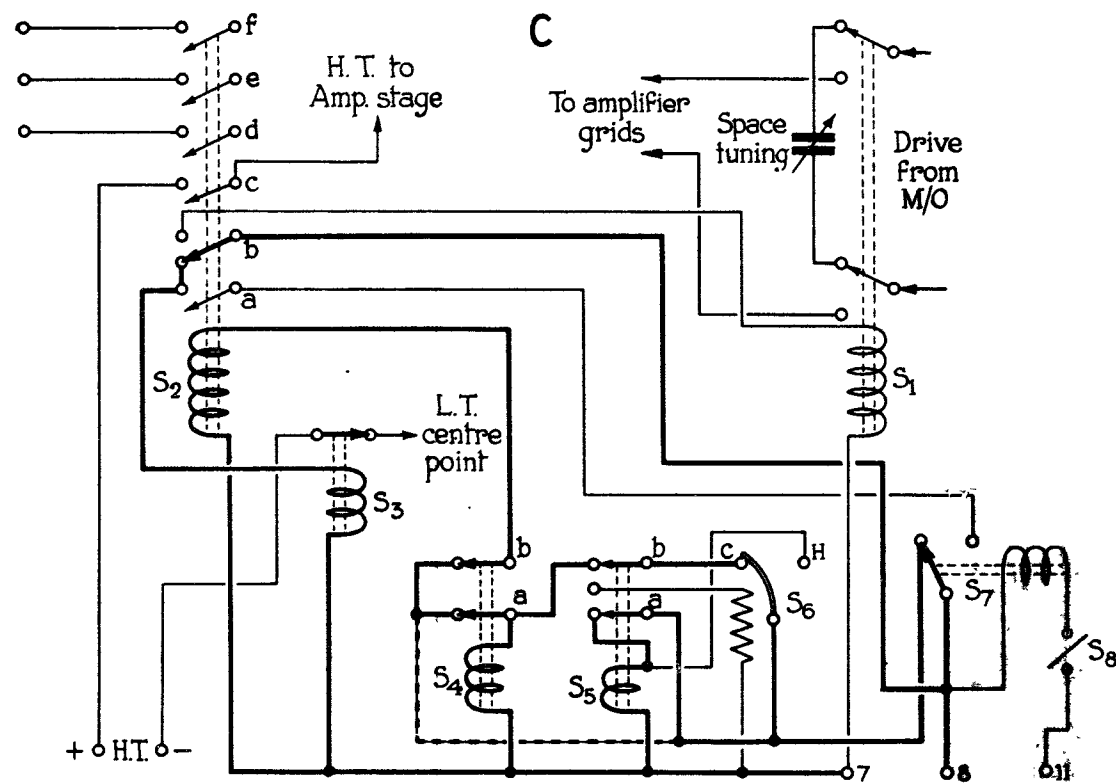 C
f
e
d
c
b
a
H.T. to
Amp. stage
To amplifier
grids
Space
tuning
Drive
from
M/O
S2
S1
L.T.
centre
point
S3
b
a
b
a
c
H
S6
S7
S8
S4
S5
+ H.T. −
7
8
11